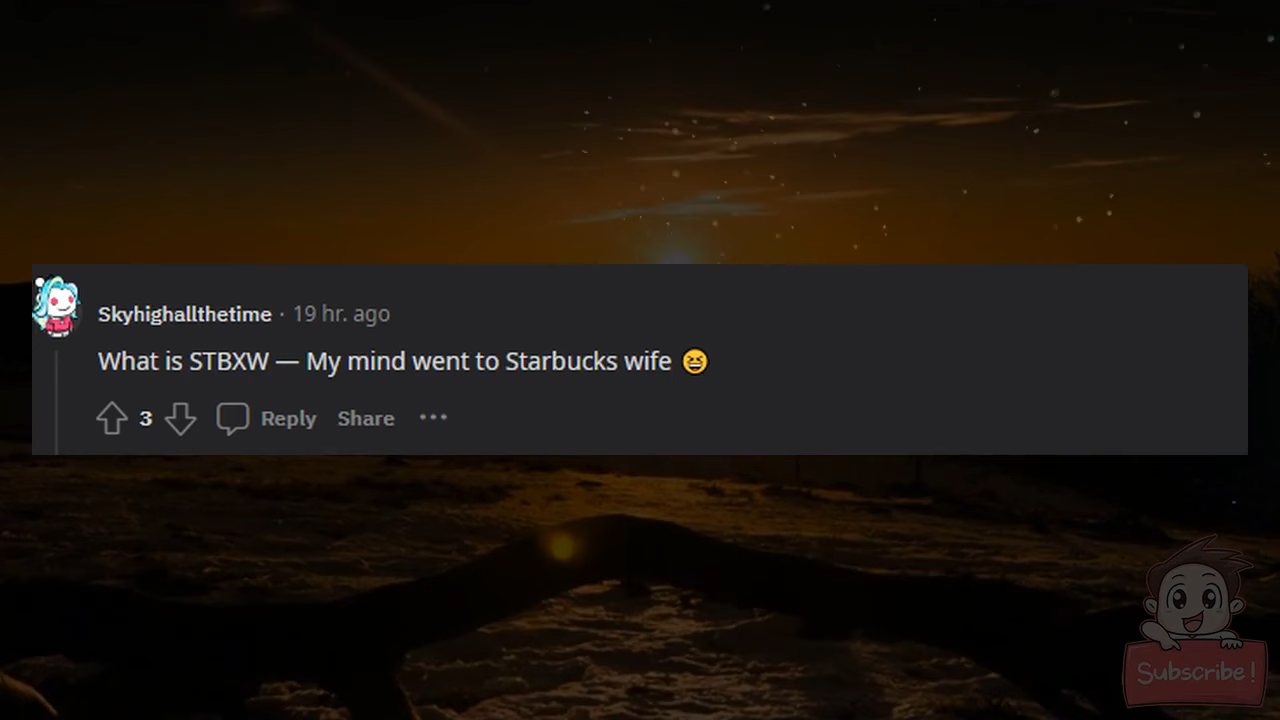 Skyhighallthetime · 19 hr. ago
What is STBXW — My mind went to Starbucks wife 😆
3 Reply Share ···
Subscribe!